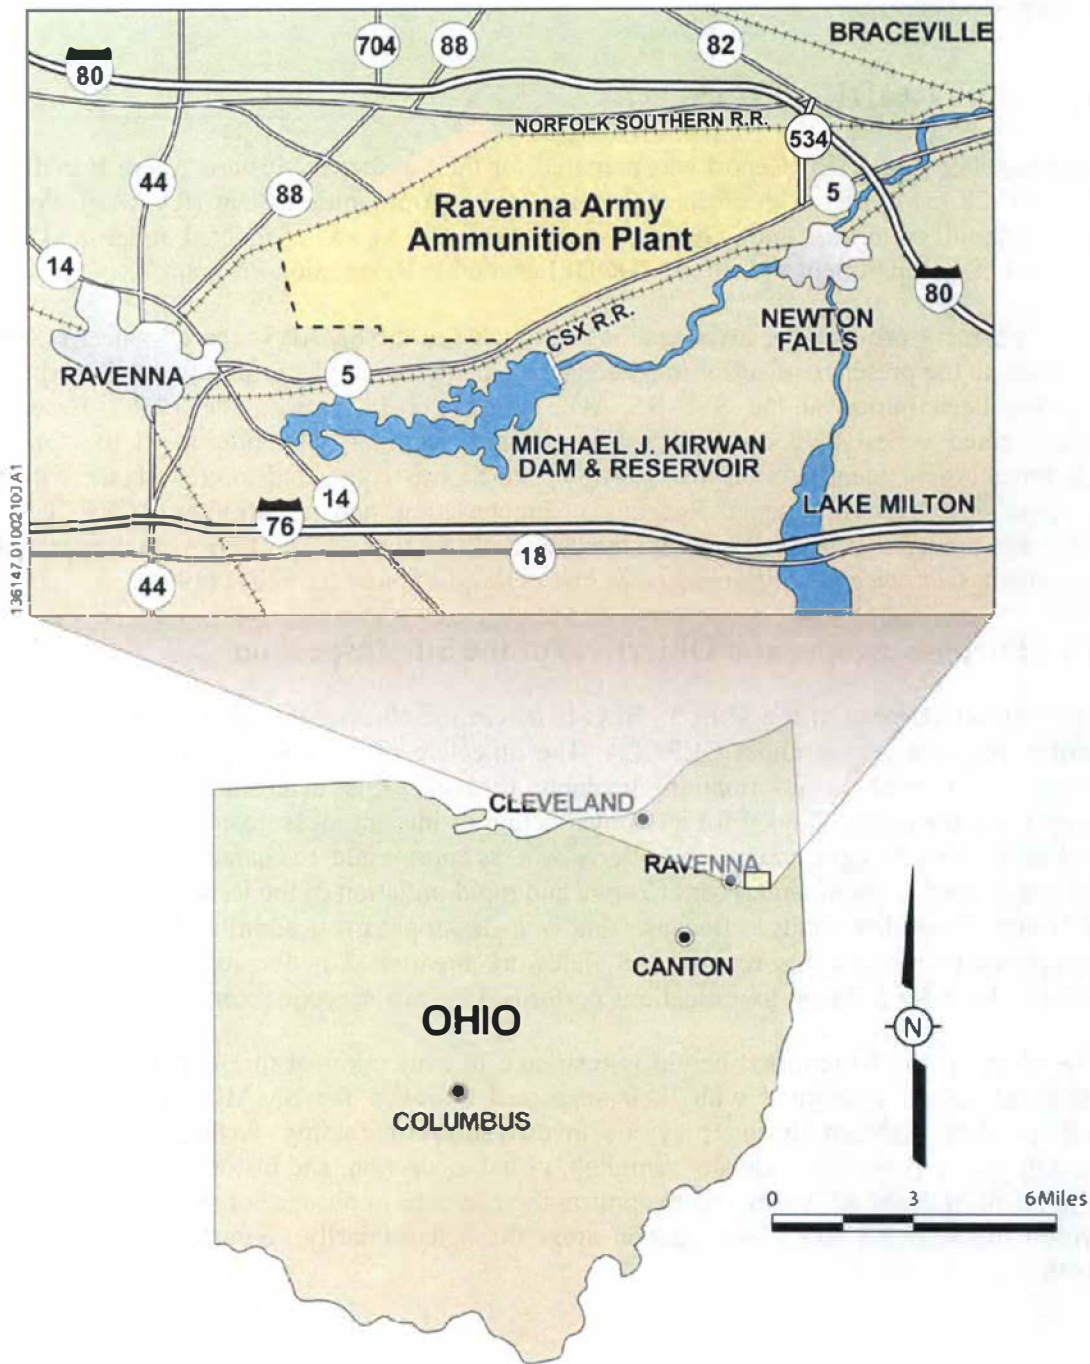 704
88
82
BRACEVILLE
80
NORFOLK SOUTHERN R.R.
534
44
88
5
Ravenna Army
Ammunition Plant
14
80
CSX R.R.
NEWTON
FALLS
RAVENNA
5
MICHAEL J. KIRWAN
DAM & RESERVOIR
14
LAKE MILTON
76
18
44
CLEVELAND
RAVENNA
CANTON
OHIO
N
COLUMBUS
0 3 6Miles